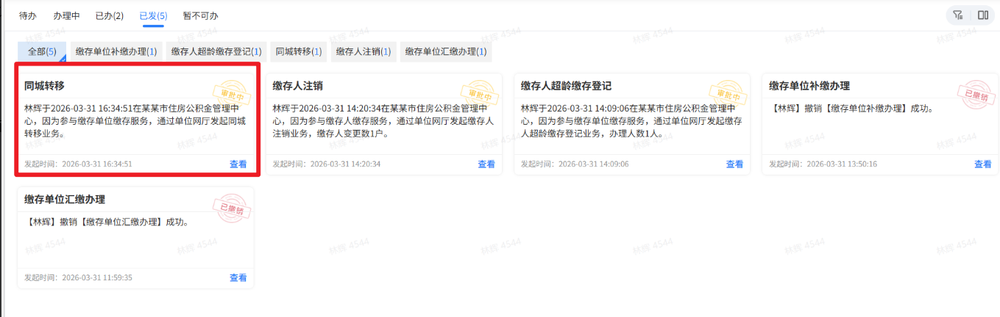 待办 办理中 已办(2) 已发(5) 暂不可办
全部(5) 缴存单位补缴办理(1) 缴存人超龄缴存登记(1) 同城转移(1) 缴存人注销(1) 缴存单位汇缴办理(1)
同城转移
审批中
林辉于2026-03-31 16:34:51在某某市住房公积金管理中
心，因为参与缴存单位缴存服务，通过单位网厅发起同城
转移业务。
发起时间：2026-03-31 16:34:51 查看
缴存人注销
审批中
林辉于2026-03-31 14:20:34在某某市住房公积金管理中
心，因为参与缴存人缴存服务，通过单位网厅发起缴存人
注销业务，缴存人变更数1户。
发起时间：2026-03-31 14:20:34 查看
缴存人超龄缴存登记
审批中
林辉于2026-03-31 14:09:06在某某市住房公积金管理中
心，因为参与缴存单位缴存服务，通过单位网厅发起缴存
人超龄缴存登记业务，办理人数1人。
发起时间：2026-03-31 14:09:06 查看
缴存单位补缴办理
已撤销
【林辉】撤销【缴存单位补缴办理】成功。
发起时间：2026-03-31 13:50:16 查看
缴存单位汇缴办理
已撤销
【林辉】撤销【缴存单位汇缴办理】成功。
发起时间：2026-03-31 11:59:35 查看
林辉 4544